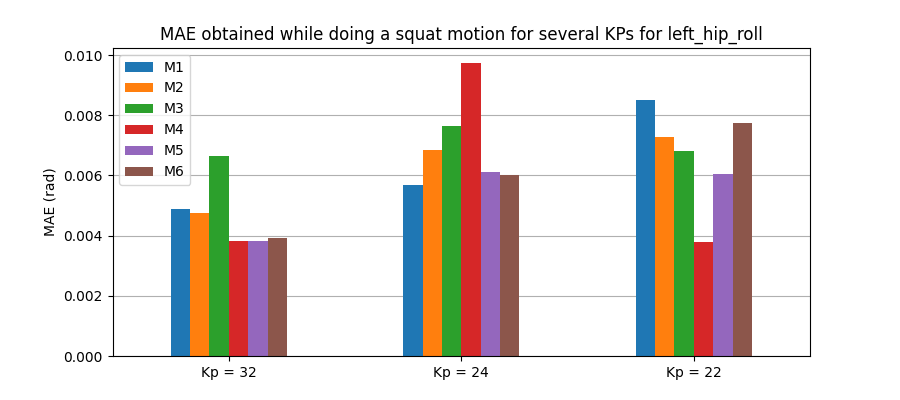 MAE obtained while doing a squat motion for several KPs for left_hip_roll
MAE (rad)
0.010
0.008
0.006
0.004
0.002
0.000
M1
M2
M3
M4
M5
M6
Kp = 32
Kp = 24
Kp = 22